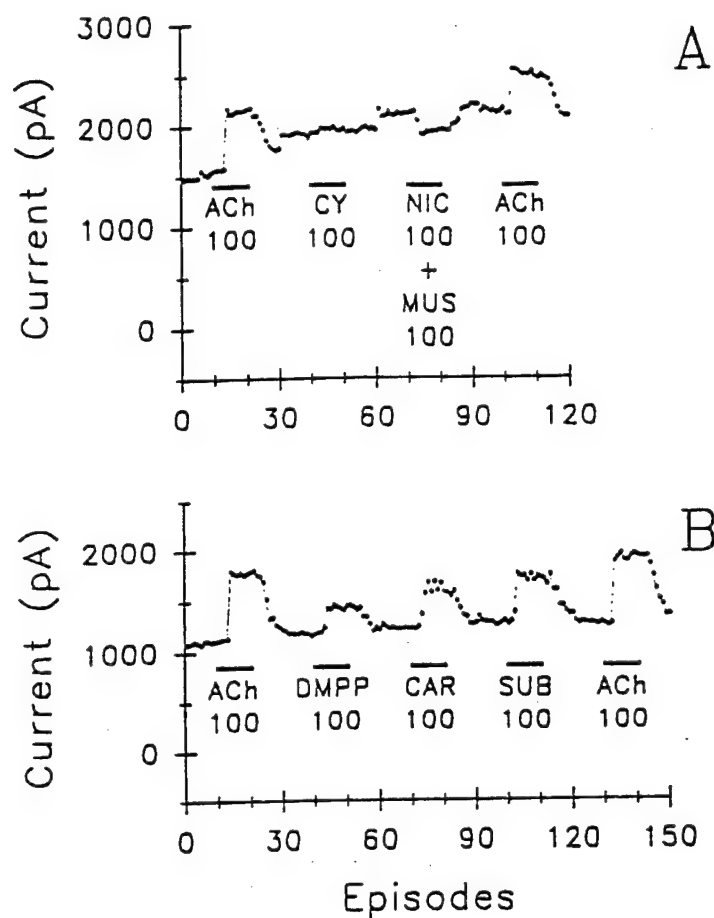 A
Current (pA)
3000
2000
1000
0
ACh CY NIC ACh
100 100 100 100
+
MUS
100
0 30 60 90 120
B
Current (pA)
2000
1000
0
ACh DMPP CAR SUB ACh
100 100 100 100 100
0 30 60 90 120 150
Episodes